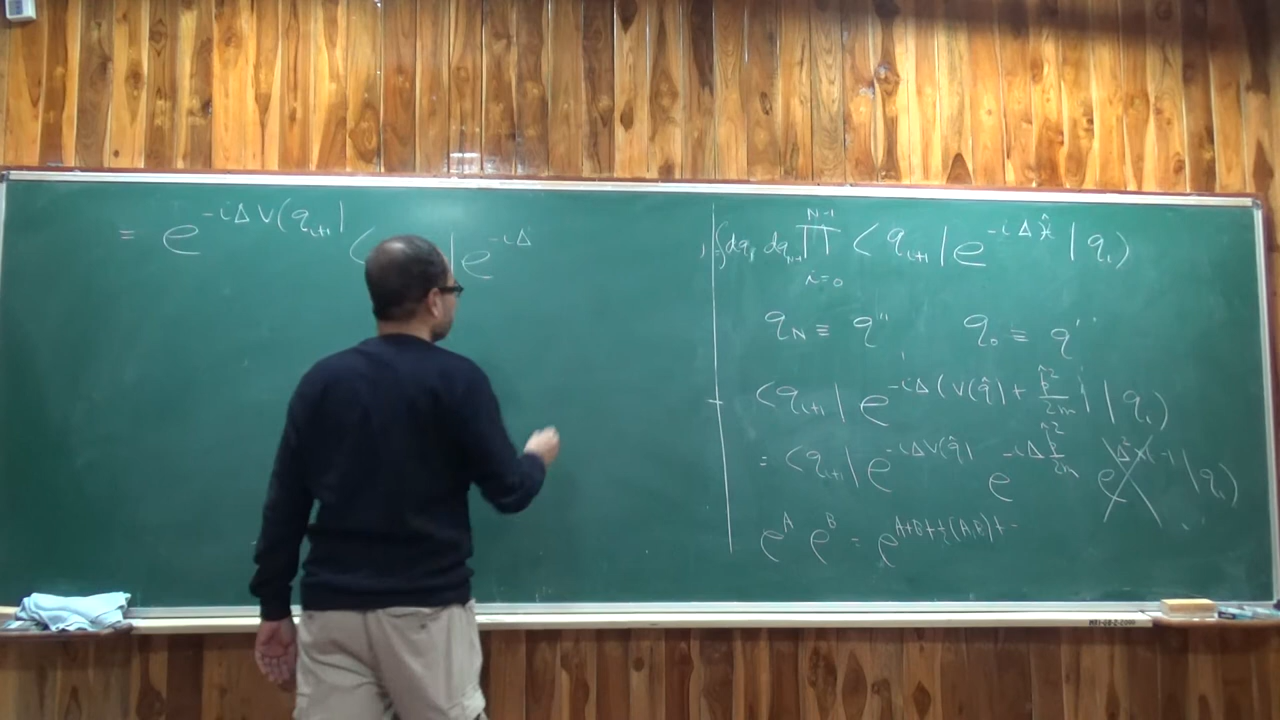 = e^{-iΔV(q_{i+1})} < | e^{-iΔ
∫dq_1 dq_{N-1} ∏_{i=0}^{N-1} < q_{i+1} | e^{-iΔĤ} | q_i >
q_N ≡ q'' q_0 ≡ q'
< q_{i+1} | e^{-iΔ(V(q̂) + p̂²/2m)} | q_i >
= < q_{i+1} | e^{-iΔV(q̂)} e^{-iΔ p̂²/2m} e^{Δ² | q_i >
e^A e^B = e^{A+B+½[A,B]+--